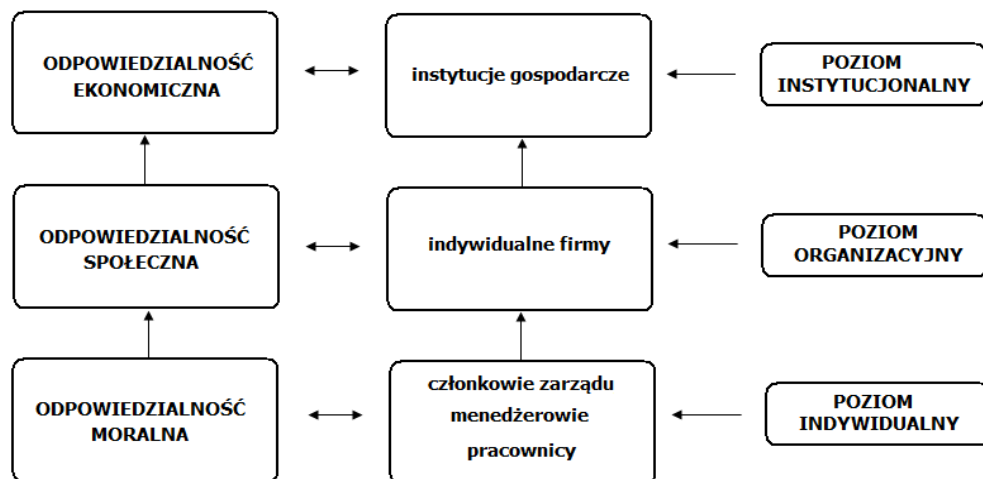 ODPOWIEDZIALNOŚĆ
EKONOMICZNA
instytucje gospodarcze
POZIOM
INSTYTUCJONALNY
ODPOWIEDZIALNOŚĆ
SPOŁECZNA
indywidualne firmy
POZIOM
ORGANIZACYJNY
ODPOWIEDZIALNOŚĆ
MORALNA
członkowie zarządu
menedżerowie
pracownicy
POZIOM
INDYWIDUALNY